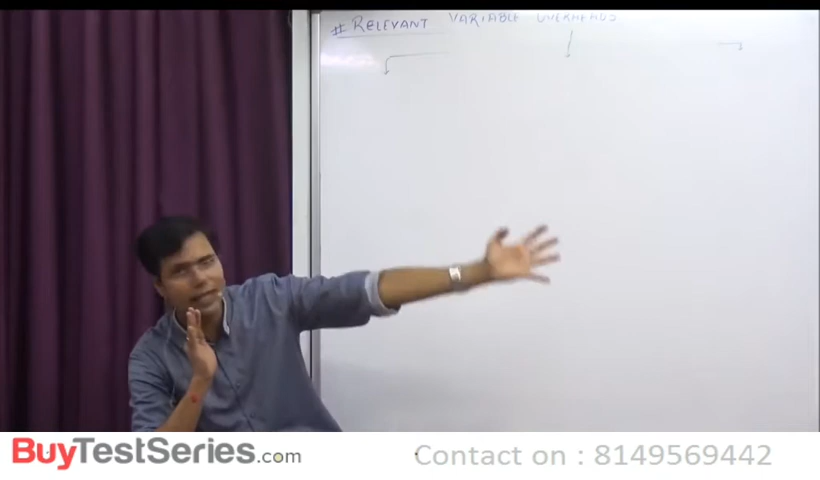 # RELEVANT VARIABLE OVERHEADS
BuyTestSeries.com Contact on : 8149569442